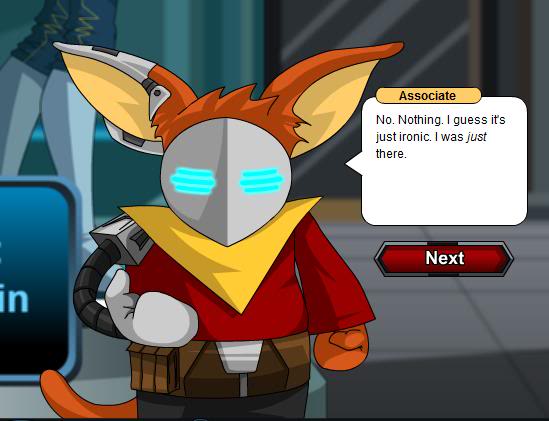 Associate
No. Nothing. I guess it's
just ironic. I was just
there.
Next
in